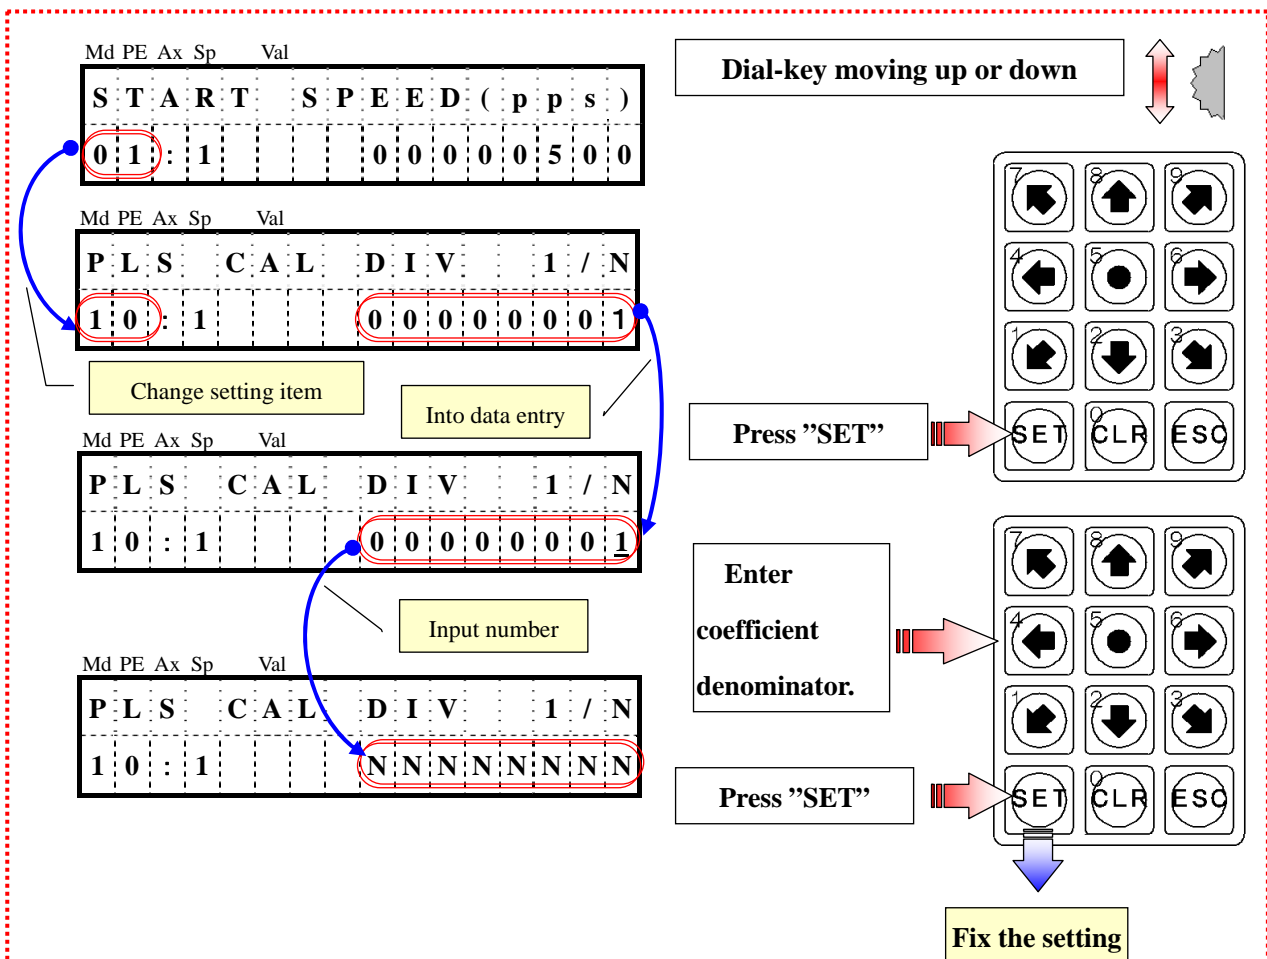 Md PE Ax Sp Val
START SPEED(pps)
01:1 00000500
Md PE Ax Sp Val
PLS CAL DIV 1/N
10:1 00000001
Change setting item
Into data entry
Md PE Ax Sp Val
PLS CAL DIV 1/N
10:1 00000001
Input number
Md PE Ax Sp Val
PLS CAL DIV 1/N
10:1 NNNNNNNN
Dial-key moving up or down
7 8 9
4 5 6
1 2 3
0
SET CLR ESC
Press ”SET”
7 8 9
4 5 6
1 2 3
0
SET CLR ESC
Enter
coefficient
denominator.
Press ”SET”
Fix the setting